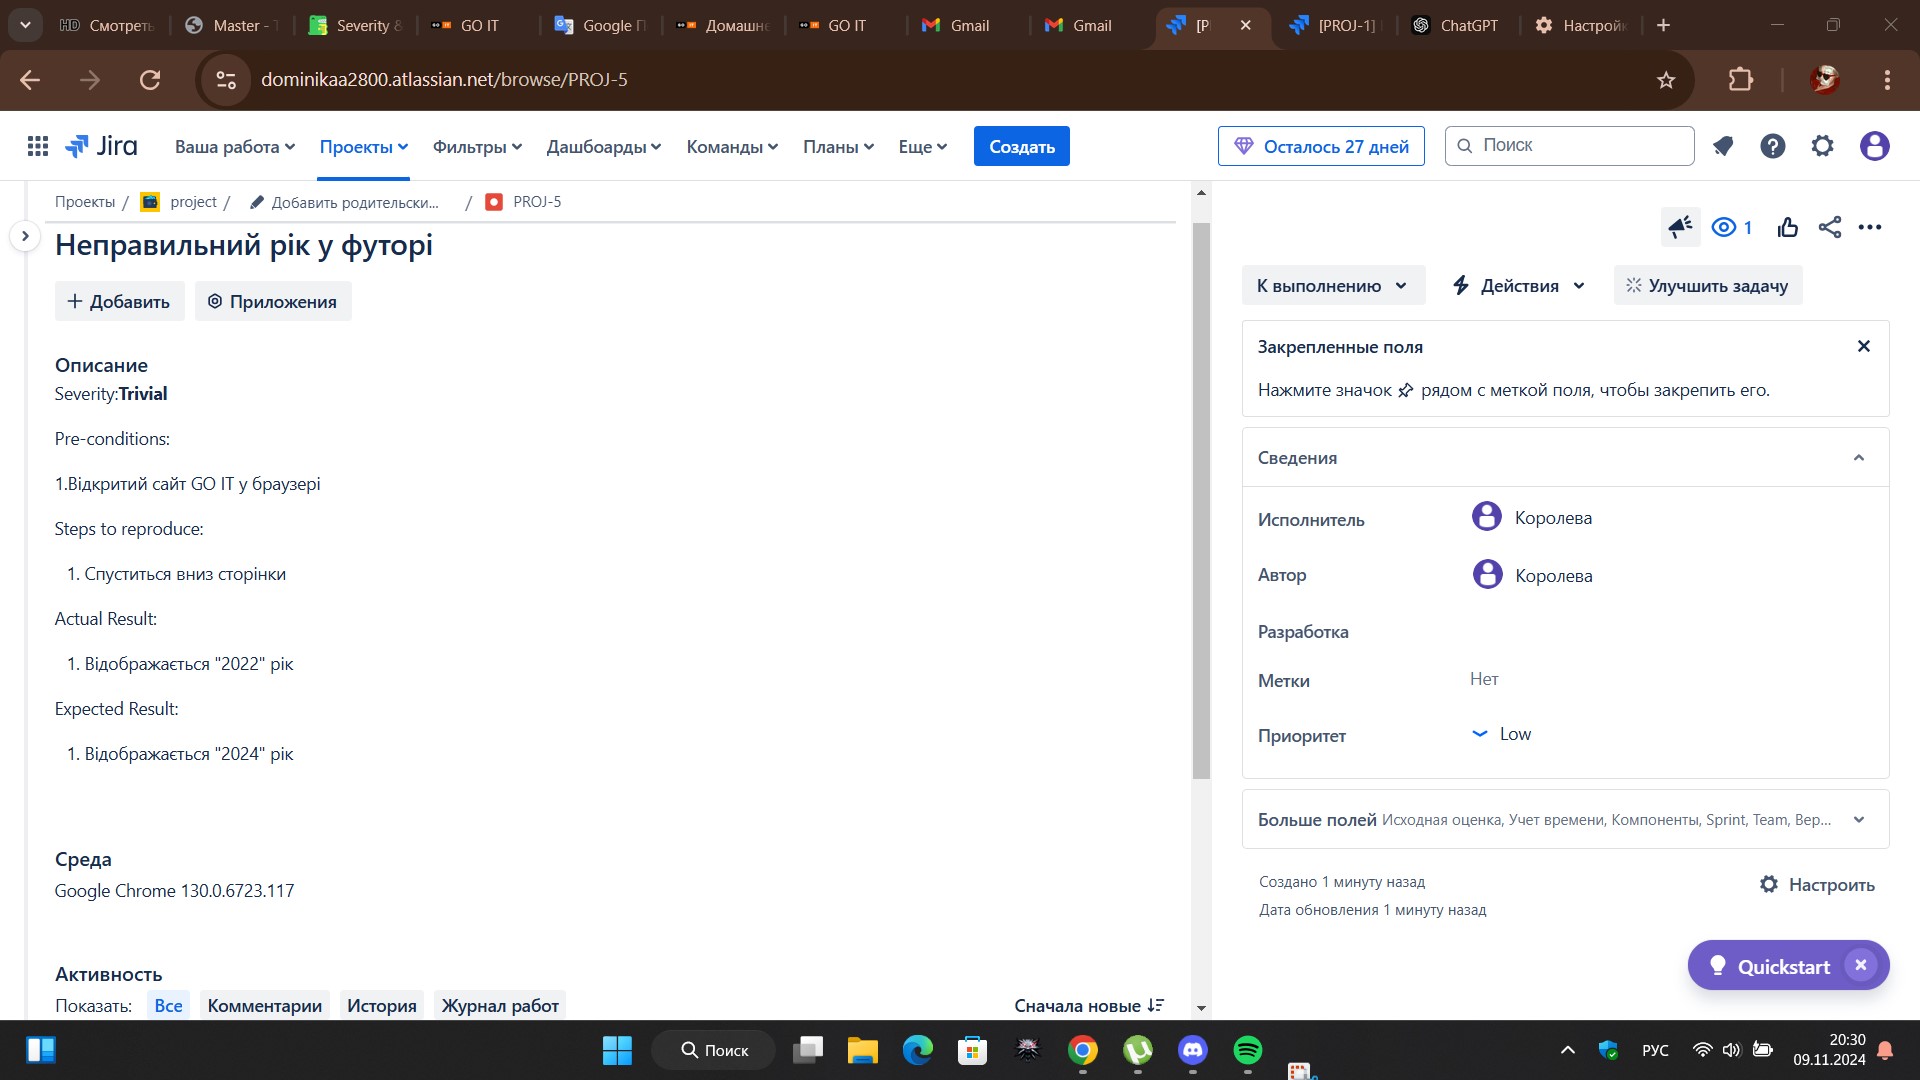 HD Смотреть
Master - T
Severity &
GO IT
Google П
Домашнє
GO IT
Gmail
Gmail
[P
[PROJ-1]
ChatGPT
Настройк
dominikaa2800.atlassian.net/browse/PROJ-5
Jira
Ваша работа
Проекты
Фильтры
Дашборды
Команды
Планы
Еще
Создать
Осталось 27 дней
Поиск
Проекты / project / Добавить родительски... / PROJ-5
Неправильний рік у футорі
Добавить
Приложения
Описание
Severity:Trivial
Pre-conditions:
1.Відкритий сайт GO IT у браузері
Steps to reproduce:
1. Спуститься вниз сторінки
Actual Result:
1. Відображається "2022" рік
Expected Result:
1. Відображається "2024" рік
Среда
Google Chrome 130.0.6723.117
Активность
Показать: Все Комментарии История Журнал работ
Сначала новые
1
К выполнению
Действия
Улучшить задачу
Закрепленные поля
Нажмите значок рядом с меткой поля, чтобы закрепить его.
Сведения
Исполнитель Королева
Автор Королева
Разработка
Метки Нет
Приоритет Low
Больше полей Исходная оценка, Учет времени, Компоненты, Sprint, Team, Вер...
Создано 1 минуту назад
Настроить
Дата обновления 1 минуту назад
Quickstart
Поиск
РУС
20:30
09.11.2024